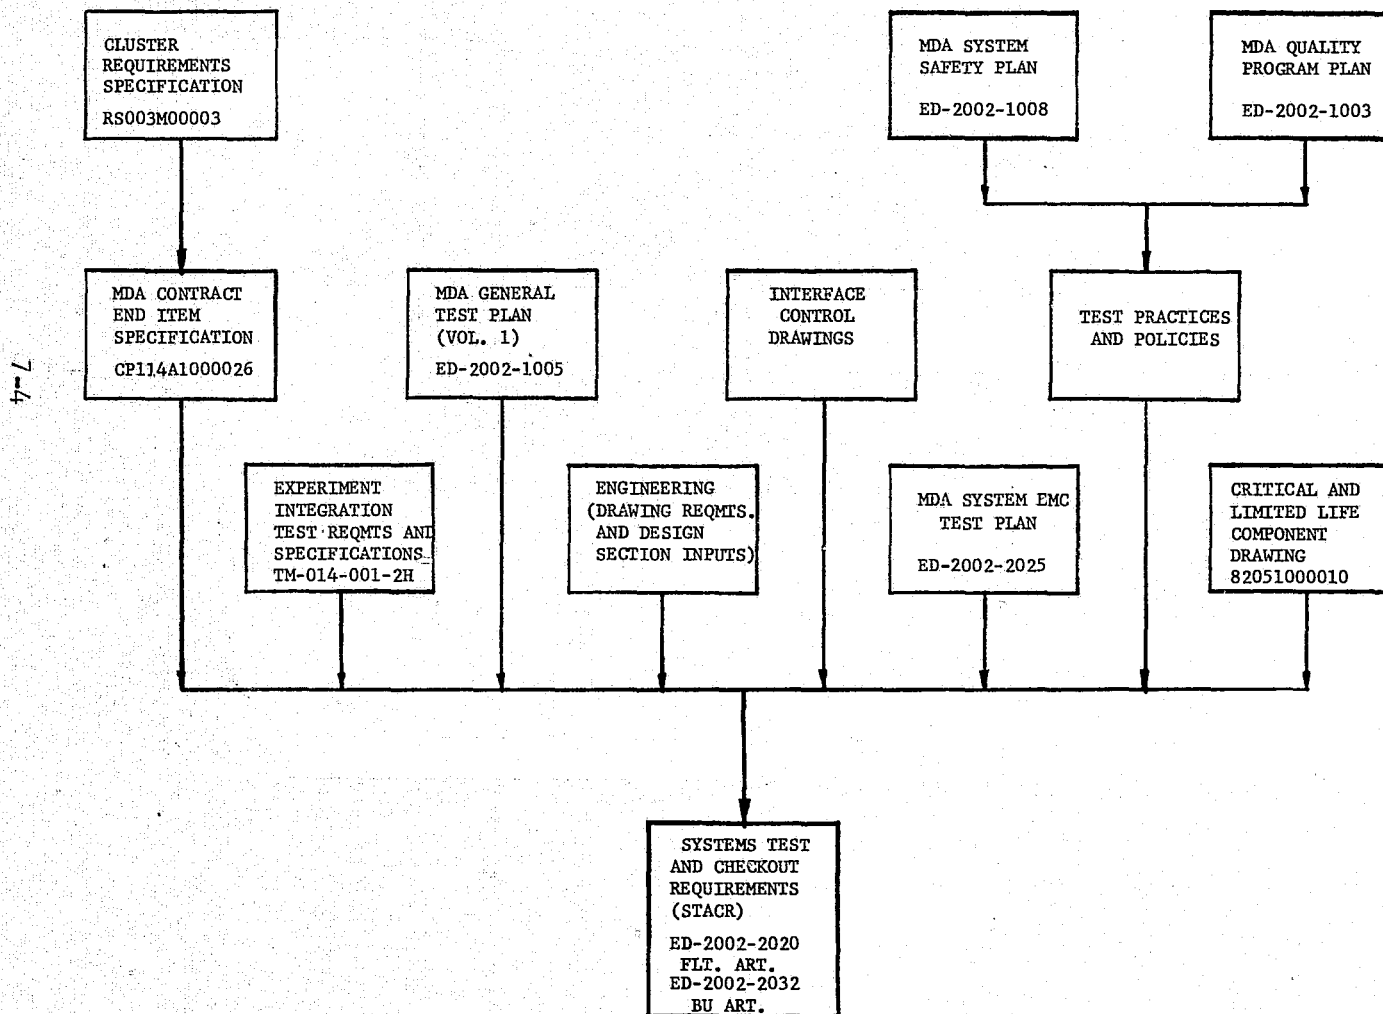 CLUSTER
REQUIREMENTS
SPECIFICATION
RS003M00003
MDA SYSTEM
SAFETY PLAN
ED-2002-1008
MDA QUALITY
PROGRAM PLAN
ED-2002-1003
MDA CONTRACT
END ITEM
SPECIFICATION
CP114A1000026
MDA GENERAL
TEST PLAN
(VOL. 1)
ED-2002-1005
INTERFACE
CONTROL
DRAWINGS
TEST PRACTICES
AND POLICIES
EXPERIMENT
INTEGRATION
TEST REQMTS AND
SPECIFICATIONS
TM-014-001-2H
ENGINEERING
(DRAWING REQMTS.
AND DESIGN
SECTION INPUTS)
MDA SYSTEM EMC
TEST PLAN
ED-2002-2025
CRITICAL AND
LIMITED LIFE
COMPONENT
DRAWING
82051000010
SYSTEMS TEST
AND CHECKOUT
REQUIREMENTS
(STACR)
ED-2002-2020
FLT. ART.
ED-2002-2032
BU ART.
7-4